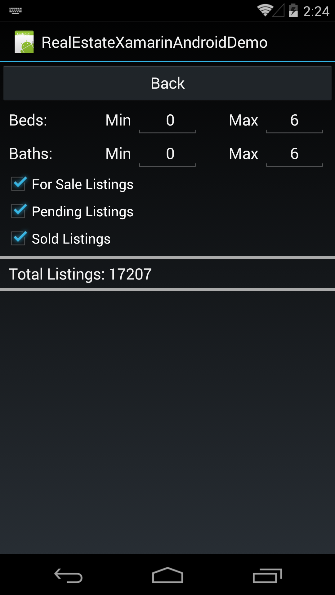 2:24
RealEstateXamarinAndroidDemo
Back
Beds: Min 0 Max 6
Baths: Min 0 Max 6
For Sale Listings
Pending Listings
Sold Listings
Total Listings: 17207